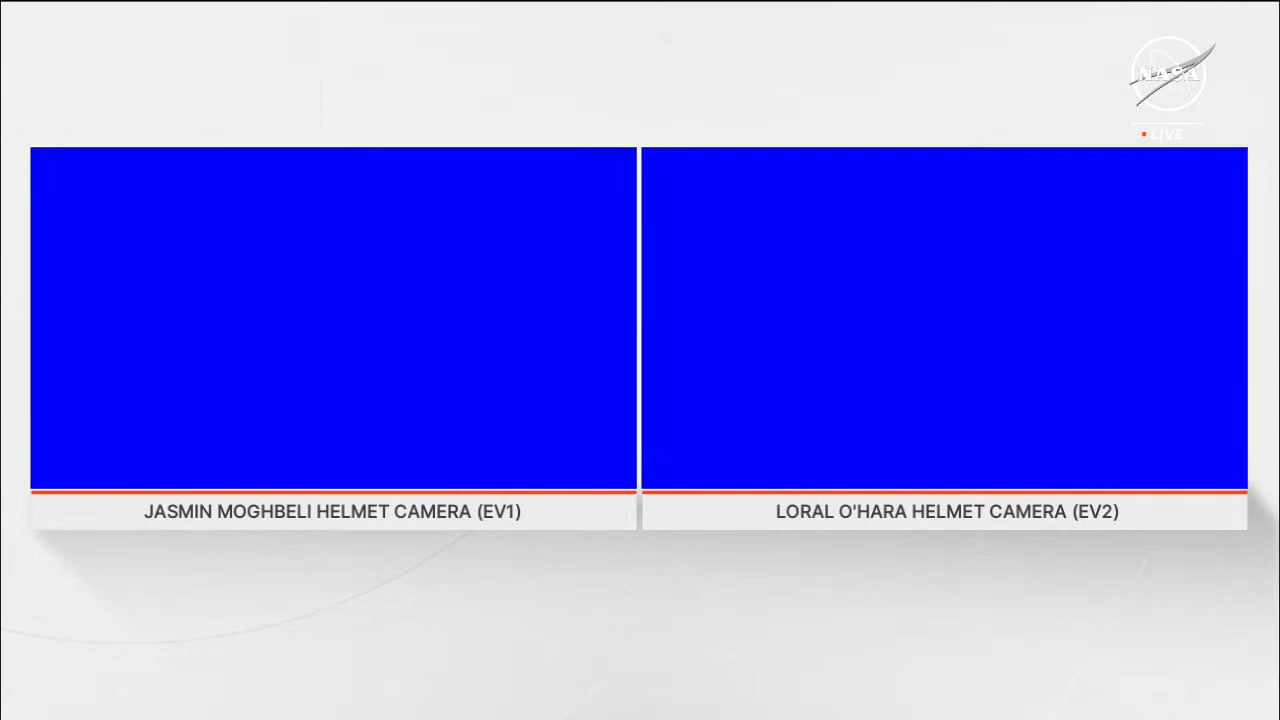 NASA
LIVE
JASMIN MOGHBELI HELMET CAMERA (EV1)
LORAL O'HARA HELMET CAMERA (EV2)